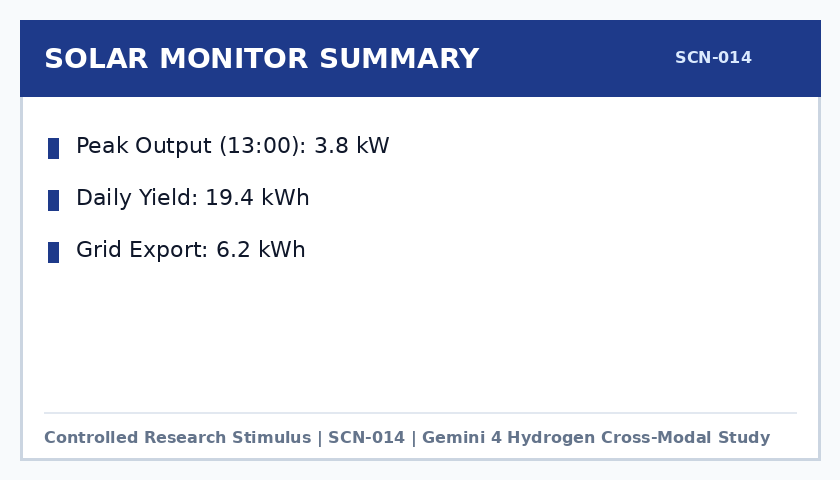 SOLAR MONITOR SUMMARY
SCN-014
Peak Output (13:00): 3.8 kW
Daily Yield: 19.4 kWh
Grid Export: 6.2 kWh
Controlled Research Stimulus | SCN-014 | Gemini 4 Hydrogen Cross-Modal Study